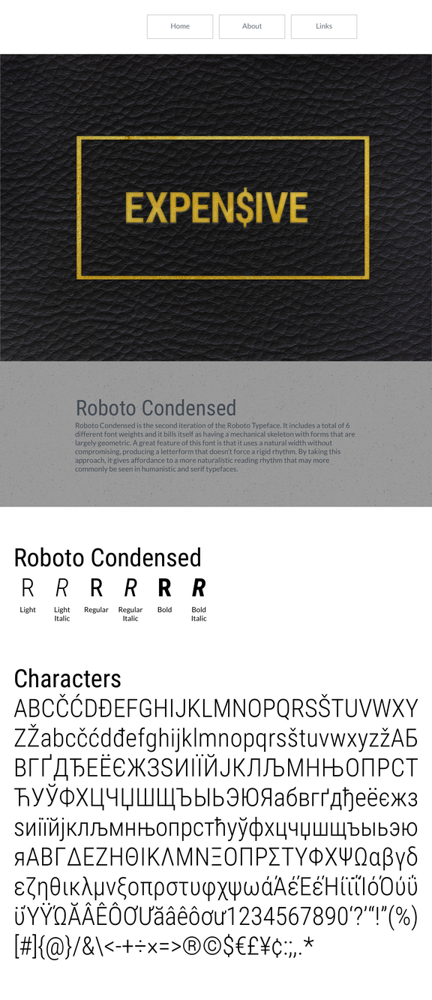 Home About Links
EXPEN$IVE
Roboto Condensed
Roboto Condensed is the second iteration of the Roboto Typeface. It includes a total of 6
different font weights and it bills itself as having a mechanical skeleton with forms that are
largely geometric. A great feature of this font is that it uses a natural width without
compromising, producing a letterform that doesn't force a rigid rhythm. By taking this
approach, it gives affordance to a more naturalistic reading rhythm that may more
commonly be seen in humanistic and serif typefaces.
Roboto Condensed
R R R R R R
Light Light Italic Regular Regular Italic Bold Bold Italic
Characters
ABCČĆDĐEFGHIJKLMNOPQRSŠTUVWXY
ZŽabcčćdđefghijklmnopqrsštuvwxyzžАБ
ВГҐДЂЕЁЄЖЗЅИІЇЙЈКЛЉМНЊОПРСТ
ЋУЎФХЦЧЏШЩЪЫЬЭЮЯабвгґдђеёєжз
ѕиіїйјклљмнњопрстћуўфхцчџшщъыьэю
яΑΒΓΔΕΖΗΘΙΚΛΜΝΞΟΠΡΣΤΥΦΧΨΩαβγδ
εζηθικλμνξοπρστυφχψωάΆέΈέΉίϊΐΊόΌύΰ
ϋΎΫΏĂÂÊÔƠƯăâêôơư1234567890‘?’“!”(%)
[#]{@}/&\<-+÷×=>®©$€£¥¢:;,.*